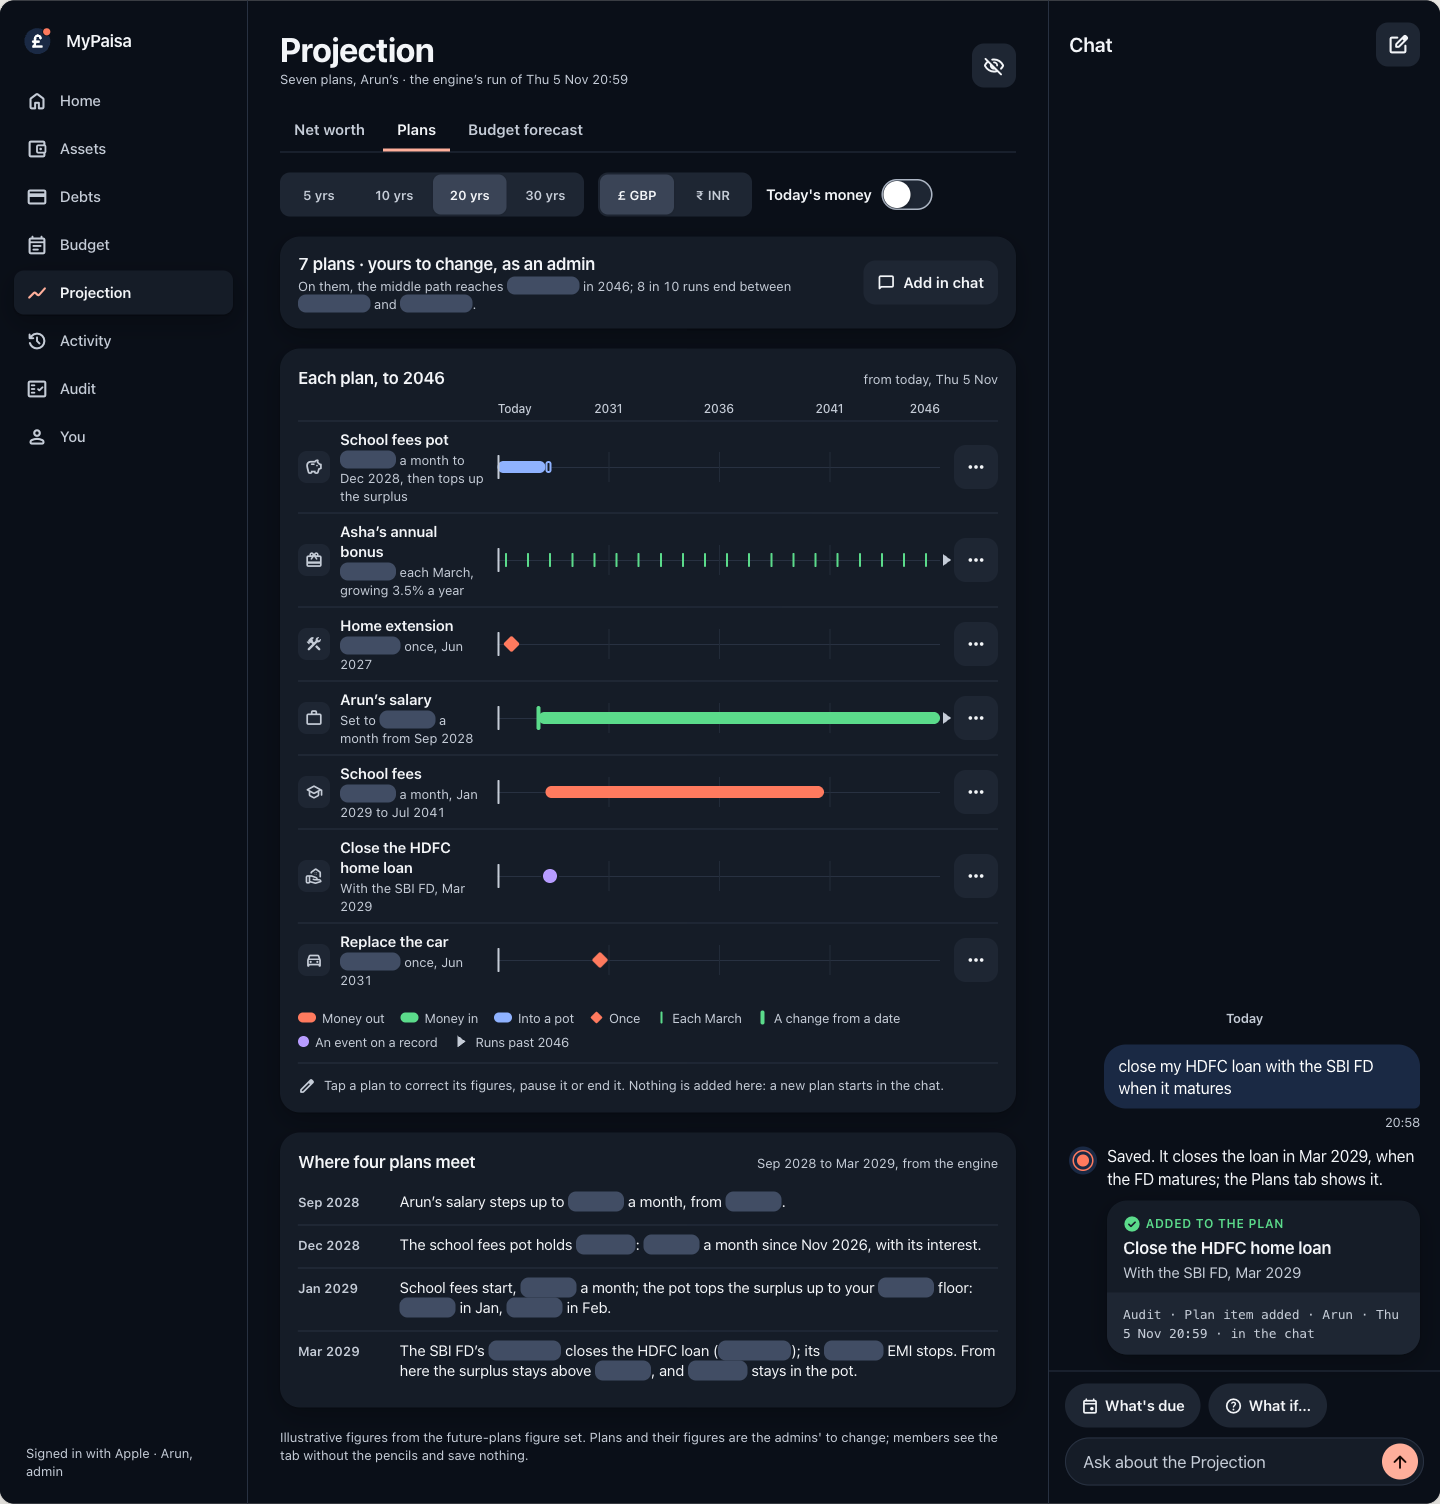 £ MyPaisa
Home
Assets
Debts
Budget
Projection
Activity
Audit
You
Signed in with Apple · Arun,
admin
Projection
Seven plans, Arun’s · the engine’s run of Thu 5 Nov 20:59
Net worth Plans Budget forecast
5 yrs 10 yrs 20 yrs 30 yrs £ GBP ₹ INR Today's money
7 plans · yours to change, as an admin
On them, the middle path reaches in 2046; 8 in 10 runs end between
and .
Add in chat
Each plan, to 2046 from today, Thu 5 Nov
Today 2031 2036 2041 2046
School fees pot
a month to
Dec 2028, then tops up
the surplus
Asha’s annual
bonus
each March,
growing 3.5% a year
Home extension
once, Jun
2027
Arun’s salary
Set to a
month from Sep 2028
School fees
a month, Jan
2029 to Jul 2041
Close the HDFC
home loan
With the SBI FD, Mar
2029
Replace the car
once, Jun
2031
Money out Money in Into a pot Once Each March A change from a date
An event on a record Runs past 2046
Tap a plan to correct its figures, pause it or end it. Nothing is added here: a new plan starts in the chat.
Where four plans meet Sep 2028 to Mar 2029, from the engine
Sep 2028 Arun’s salary steps up to a month, from .
Dec 2028 The school fees pot holds : a month since Nov 2026, with its interest.
Jan 2029 School fees start, a month; the pot tops the surplus up to your floor:
in Jan, in Feb.
Mar 2029 The SBI FD’s closes the HDFC loan ( ); its EMI stops. From
here the surplus stays above , and stays in the pot.
Illustrative figures from the future-plans figure set. Plans and their figures are the admins' to change; members see the
tab without the pencils and save nothing.
Chat
Today
close my HDFC loan with the SBI FD
when it matures
20:58
Saved. It closes the loan in Mar 2029, when
the FD matures; the Plans tab shows it.
ADDED TO THE PLAN
Close the HDFC home loan
With the SBI FD, Mar 2029
Audit · Plan item added · Arun · Thu
5 Nov 20:59 · in the chat
What's due What if...
Ask about the Projection